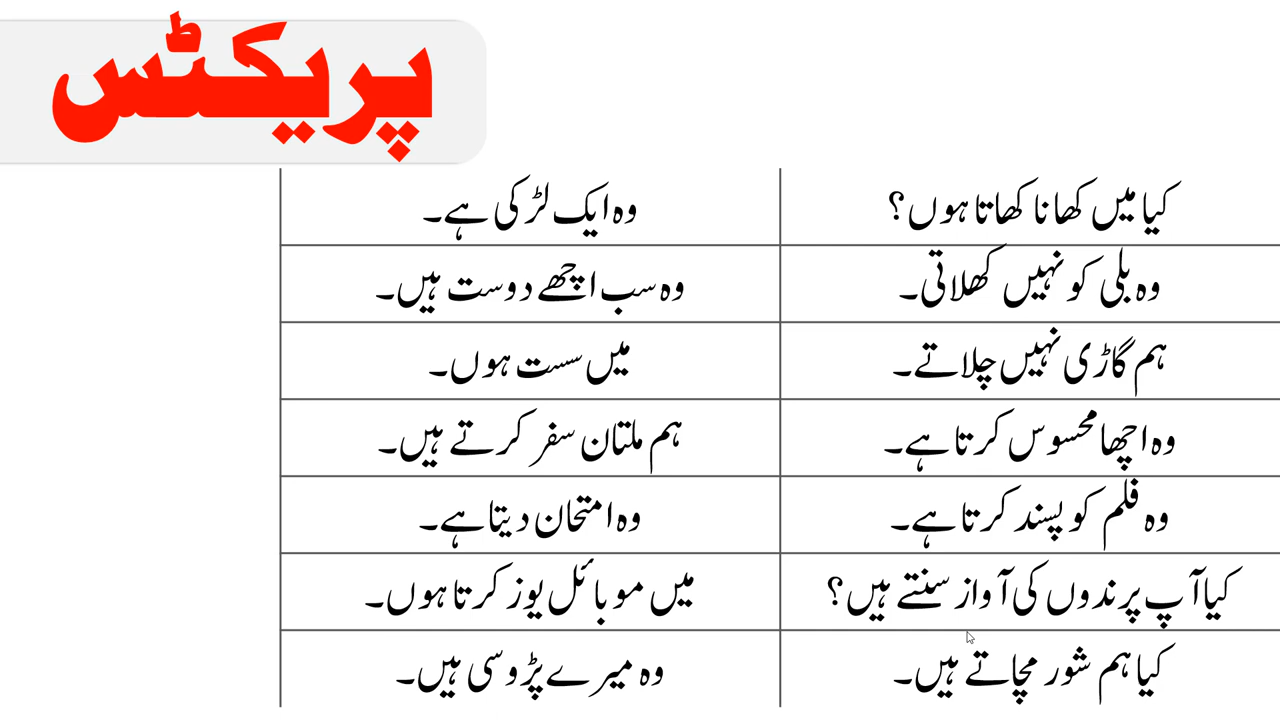 پریکٹس
کیا میں کھانا کھاتا ہوں؟
وہ ایک لڑکی ہے۔
وہ بلی کو نہیں کھلاتی۔
وہ سب اچھے دوست ہیں۔
ہم گاڑی نہیں چلاتے۔
میں سست ہوں۔
وہ اچھا محسوس کرتا ہے۔
ہم ملتان سفر کرتے ہیں۔
وہ فلم کو پسند کرتا ہے۔
وہ امتحان دیتا ہے۔
کیا آپ پرندوں کی آواز سنتے ہیں؟
میں موبائل یوز کرتا ہوں۔
کیا ہم شور مچاتے ہیں۔
وہ میرے پڑوسی ہیں۔